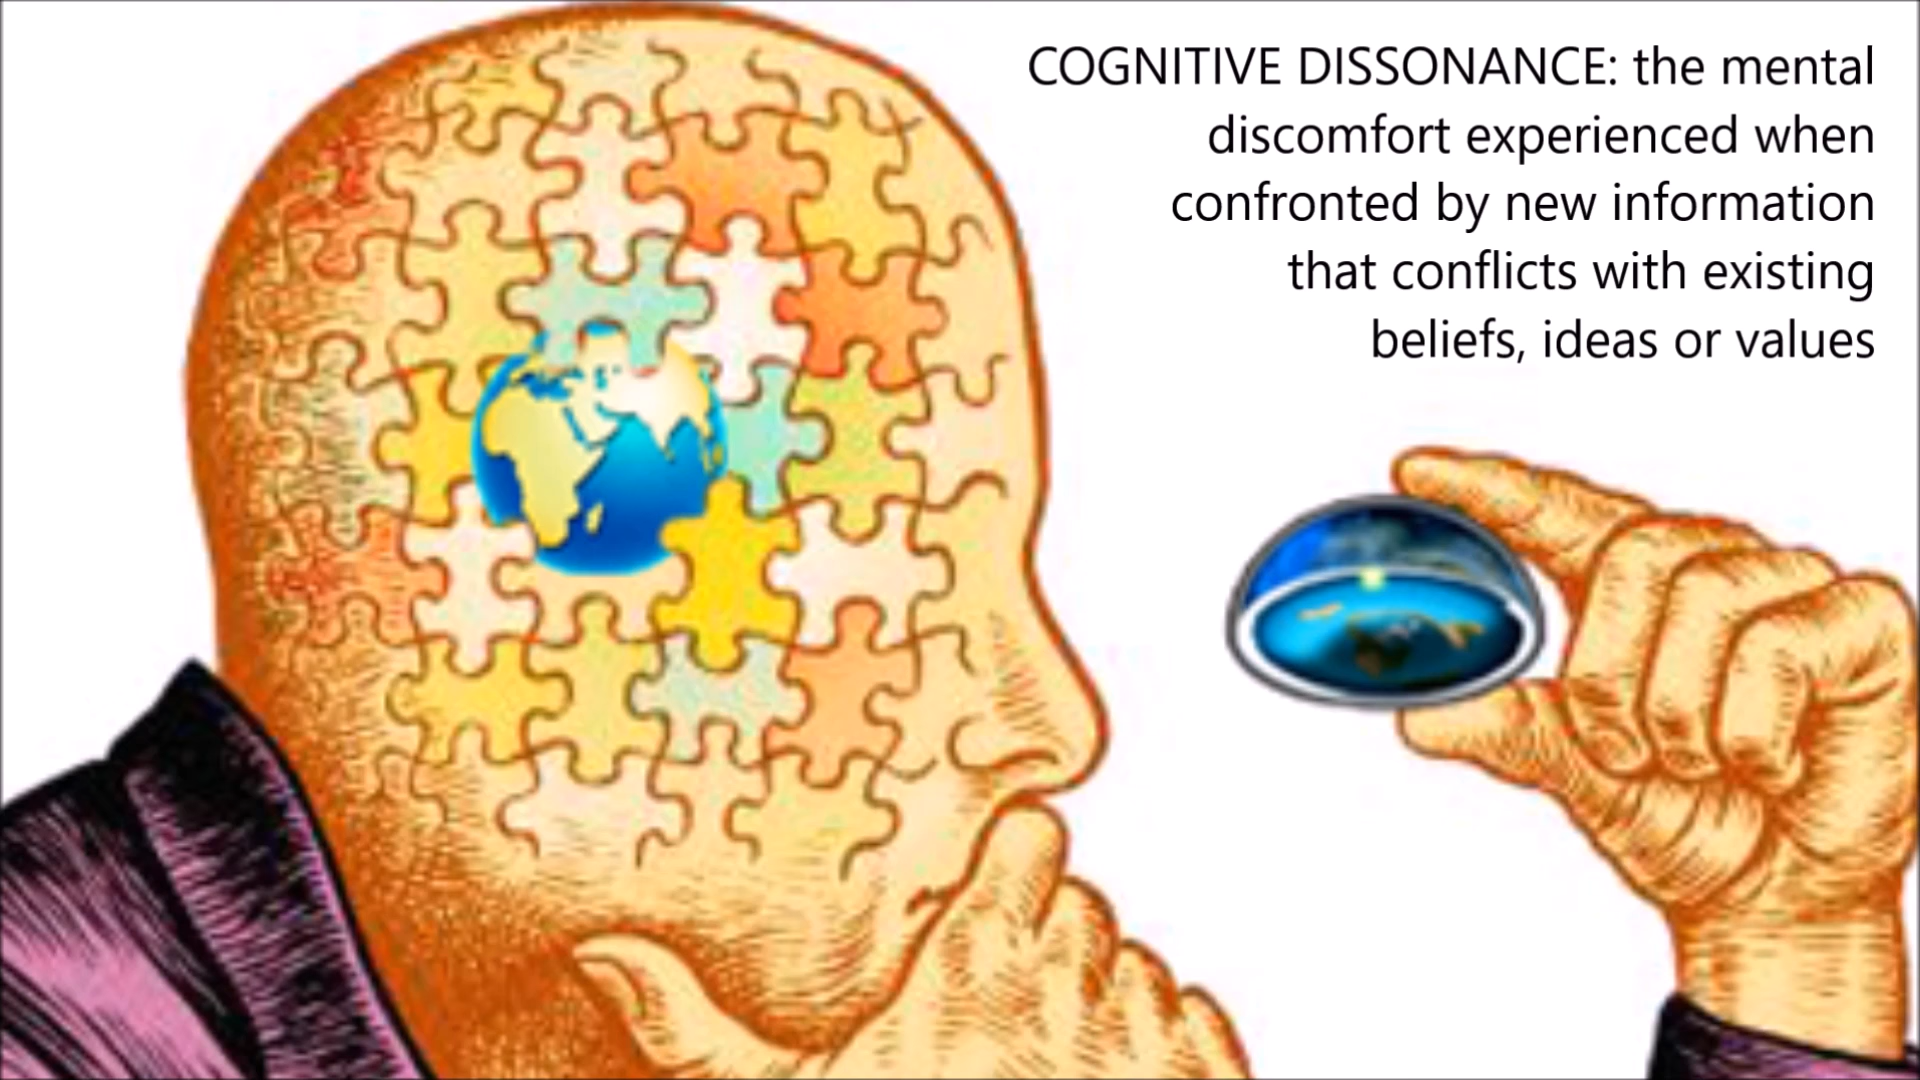 COGNITIVE DISSONANCE: the mental
discomfort experienced when
confronted by new information
that conflicts with existing
beliefs, ideas or values